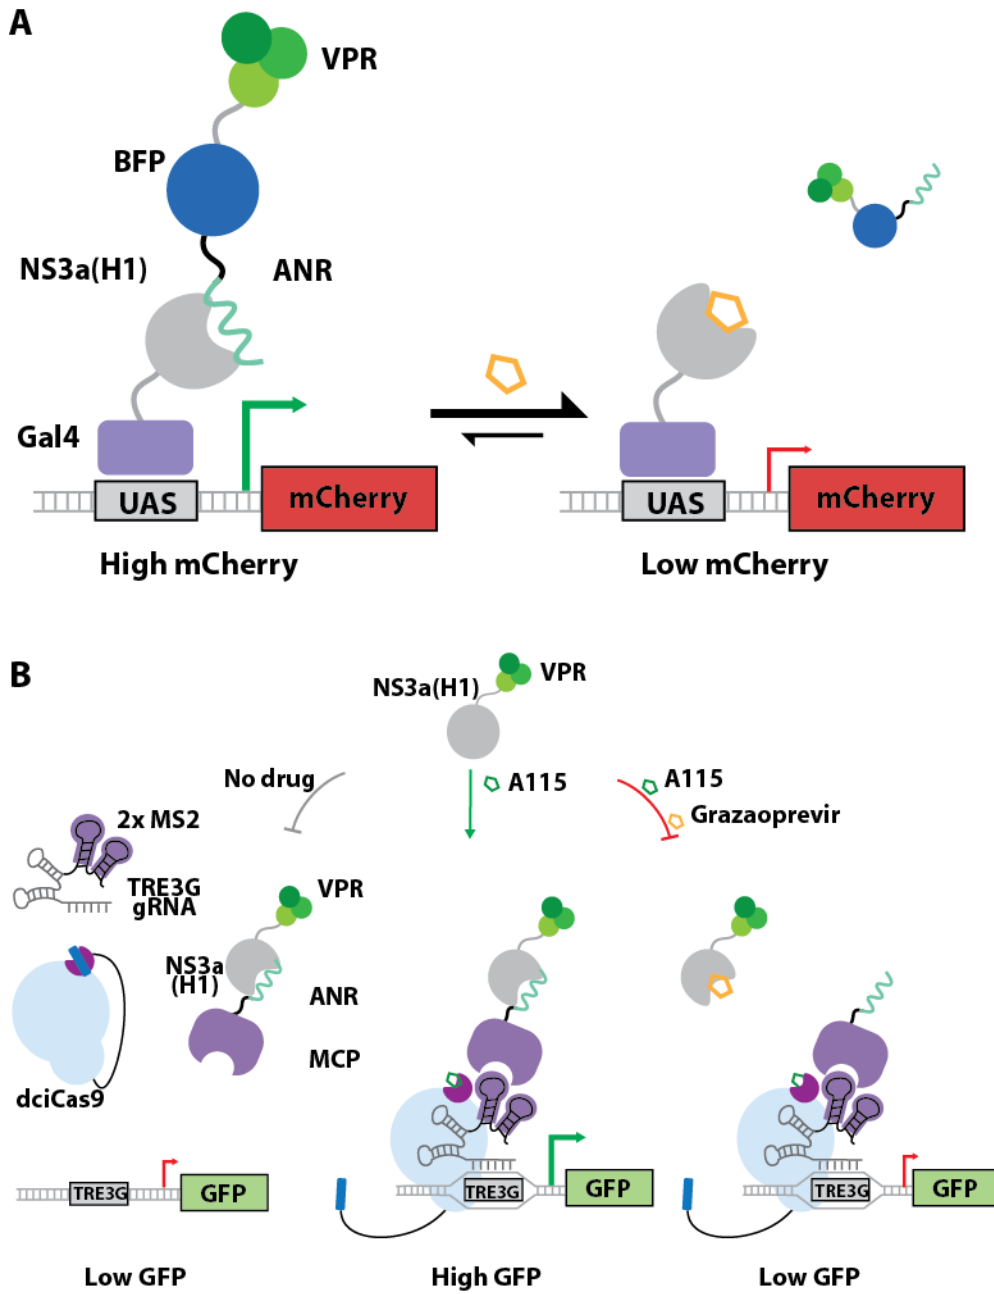 A
VPR
BFP
NS3a(H1)
ANR
Gal4
UAS
mCherry
UAS
mCherry
High mCherry
Low mCherry
B
NS3a(H1)
VPR
No drug
A115
A115
Grazaoprevir
2x MS2
TRE3G
gRNA
VPR
NS3a
(H1)
ANR
MCP
dciCas9
TRE3G
GFP
TRE3G
GFP
TRE3G
GFP
Low GFP
High GFP
Low GFP